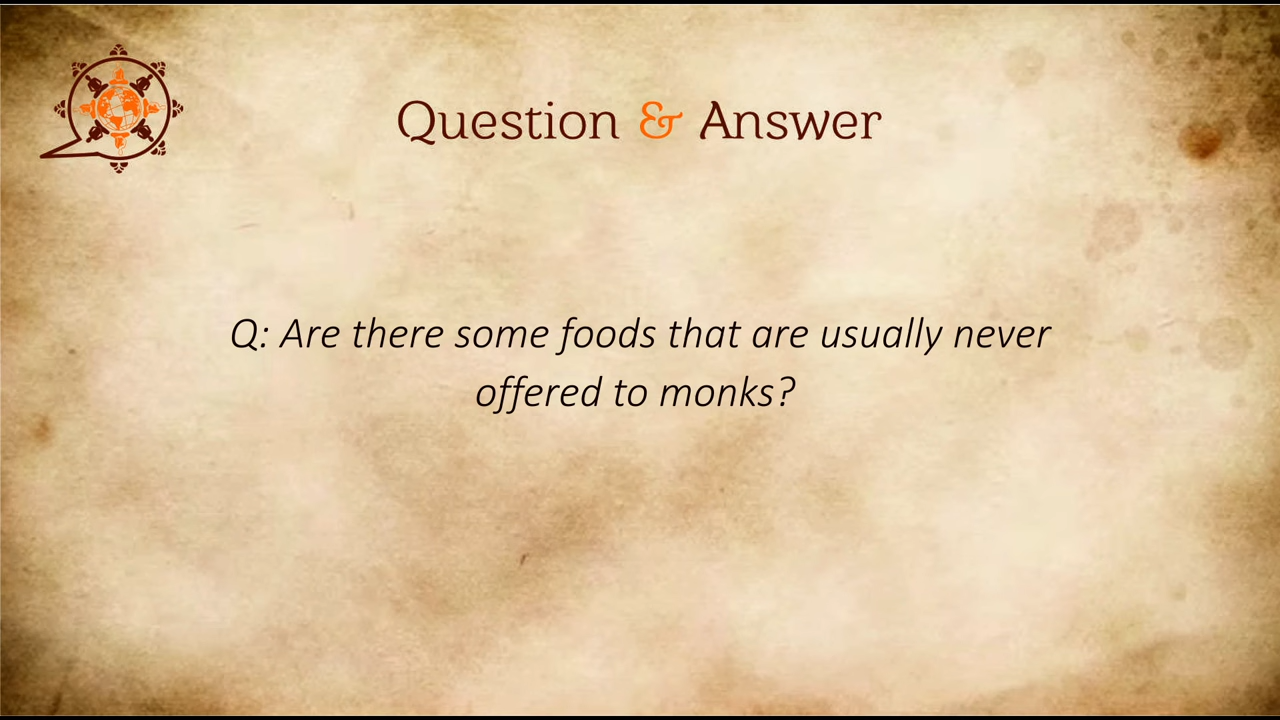 Question & Answer
Q: Are there some foods that are usually never
offered to monks?